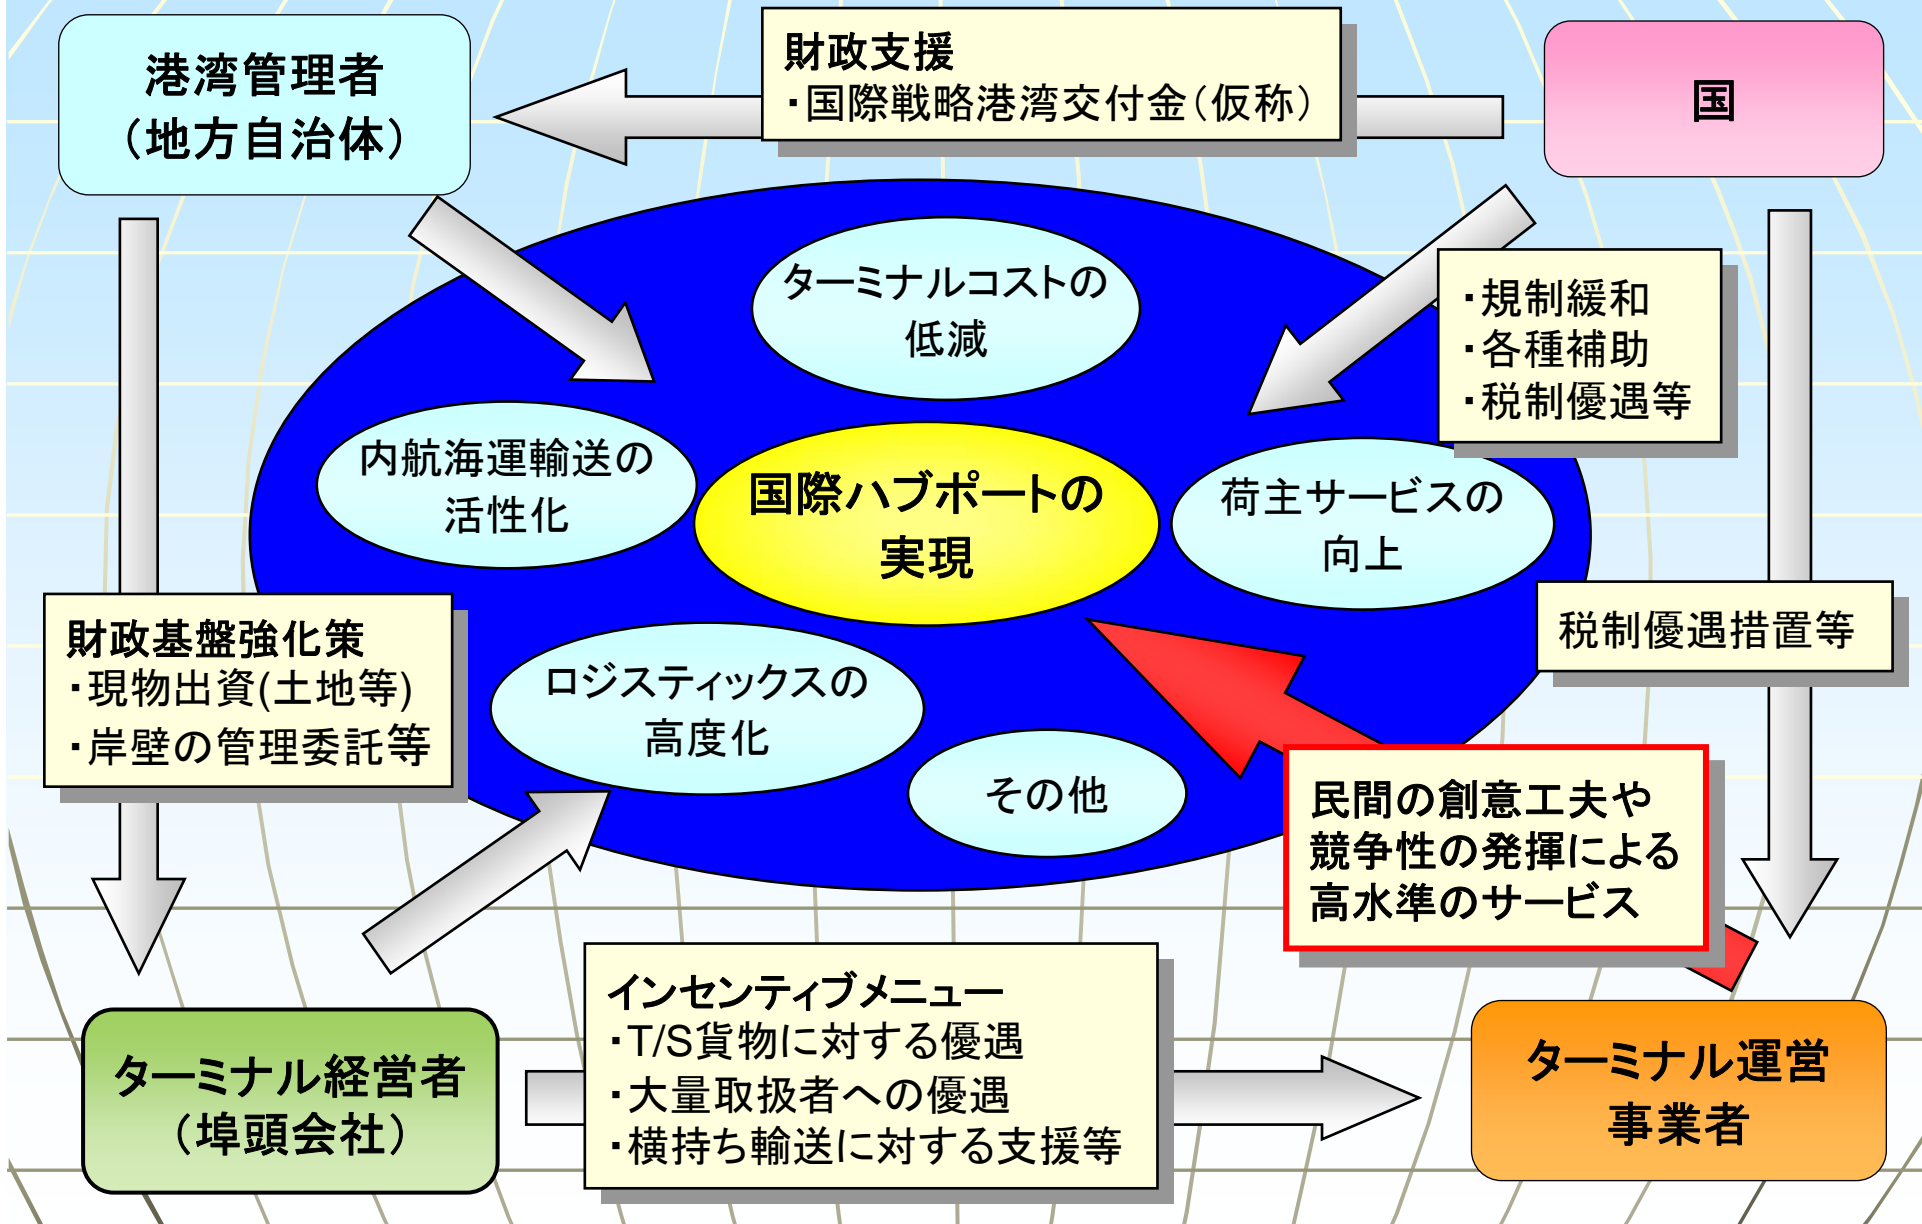 港湾管理者
（地方自治体）
財政支援
・国際戦略港湾交付金（仮称）
国
ターミナルコストの
低減
・規制緩和
・各種補助
・税制優遇等
内航海運輸送の
活性化
国際ハブポートの
実現
荷主サービスの
向上
財政基盤強化策
・現物出資(土地等)
・岸壁の管理委託等
税制優遇措置等
ロジスティックスの
高度化
その他
民間の創意工夫や
競争性の発揮による
高水準のサービス
ターミナル経営者
（埠頭会社）
インセンティブメニュー
・T/S貨物に対する優遇
・大量取扱者への優遇
・横持ち輸送に対する支援等
ターミナル運営
事業者